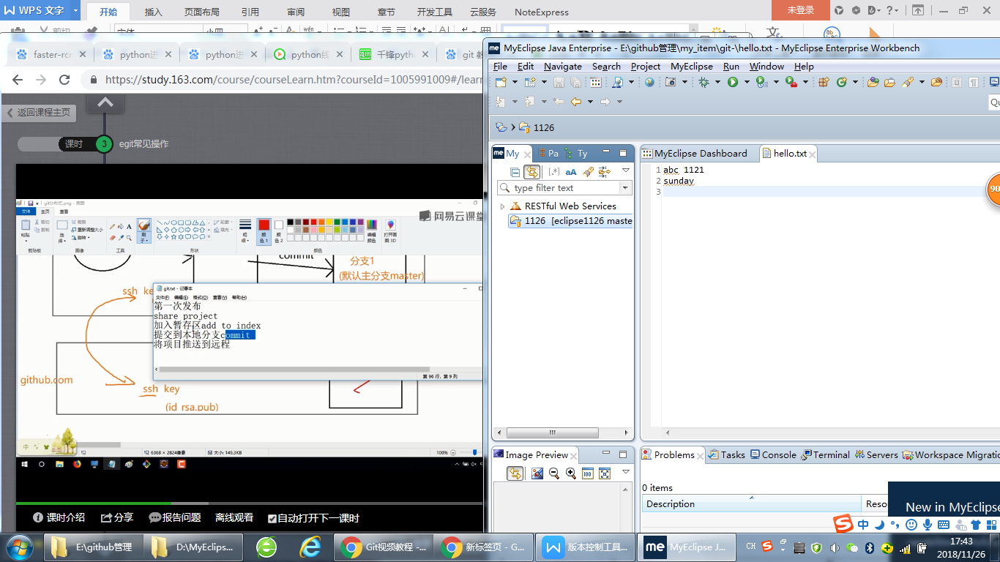 WPS 文字
开始
插入
页面布局
引用
审阅
视图
章节
开发工具
云服务
NoteExpress
未登录
faster-rcn
python进
python进
python线
千锋pytho
git 教
https://study.163.com/course/courseLearn.htm?courseId=1005991009#/learn
返回课程主页
课时
3
egit常见操作
git分布式.png - 画图
文件
主页
查看
网易云课堂
粘贴
剪切
复制
选择
裁剪
重新调整大小
旋转
刷子
轮廓
填充
粗细
颜色 1
颜色 2
编辑颜色
打开画图 3D
剪贴板
图像
工具
形状
颜色
commit
分支1
(默认主分支master)
ssh ke
git.txt - 记事本
文件(F) 编辑(E) 格式(O) 查看(V) 帮助(H)
第一次发布
share project
加入暂存区add to index
提交到本地分支commit
将项目推送到远程
第 96 行，第 9 列
github.com
ssh key
(id_rsa.pub)
6368 × 2824像素
大小: 149.3KB
100%
课时介绍
分享
报告问题
离线观看
自动打开下一课时
MyEclipse Java Enterprise - E:\github管理\my_item\git-\hello.txt - MyEclipse Enterprise Workbench
File Edit Navigate Search Project MyEclipse Run Window Help
Qu
1126
My
Pa
Ty
type filter text
RESTful Web Services
1126 [eclipse1126 maste
MyEclipse Dashboard
hello.txt
1 abc 1121
2 sunday
3
90
Image Preview
Problems
Tasks
Console
Terminal
Servers
Workspace Migratio
0 items
Description
Reso
New in MyEclipse
中
E:\github管理
D:\MyEclips...
Git视频教程 -...
新标签页 - G...
版本控制工具...
MyEclipse J...
CH
17:43
2018/11/26